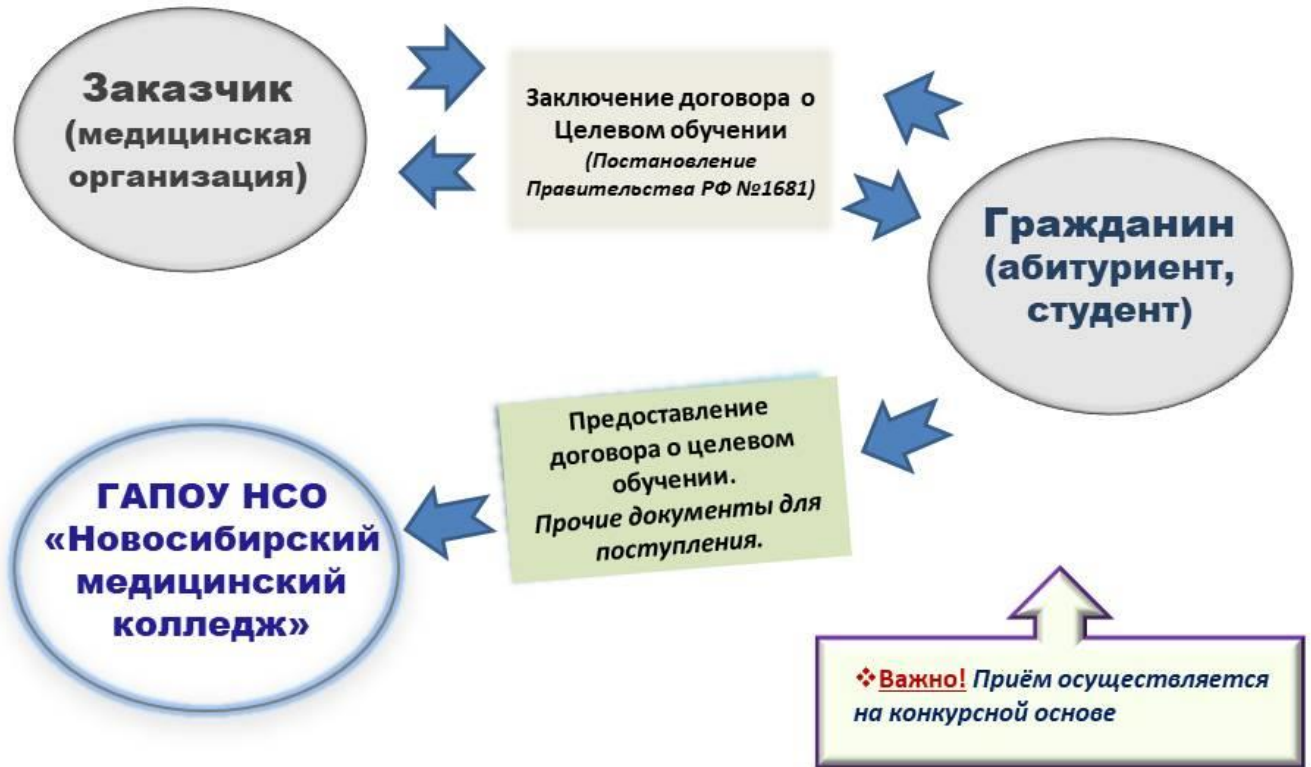 Заказчик
(медицинская
организация)
Заключение договора о
Целевом обучении
(Постановление
Правительства РФ №1681)
Гражданин
(абитуриент,
студент)
Предоставление
договора о целевом
обучении.
Прочие документы для
поступления.
ГАПОУ НСО
«Новосибирский
медицинский
колледж»
❖Важно! Приём осуществляется
на конкурсной основе